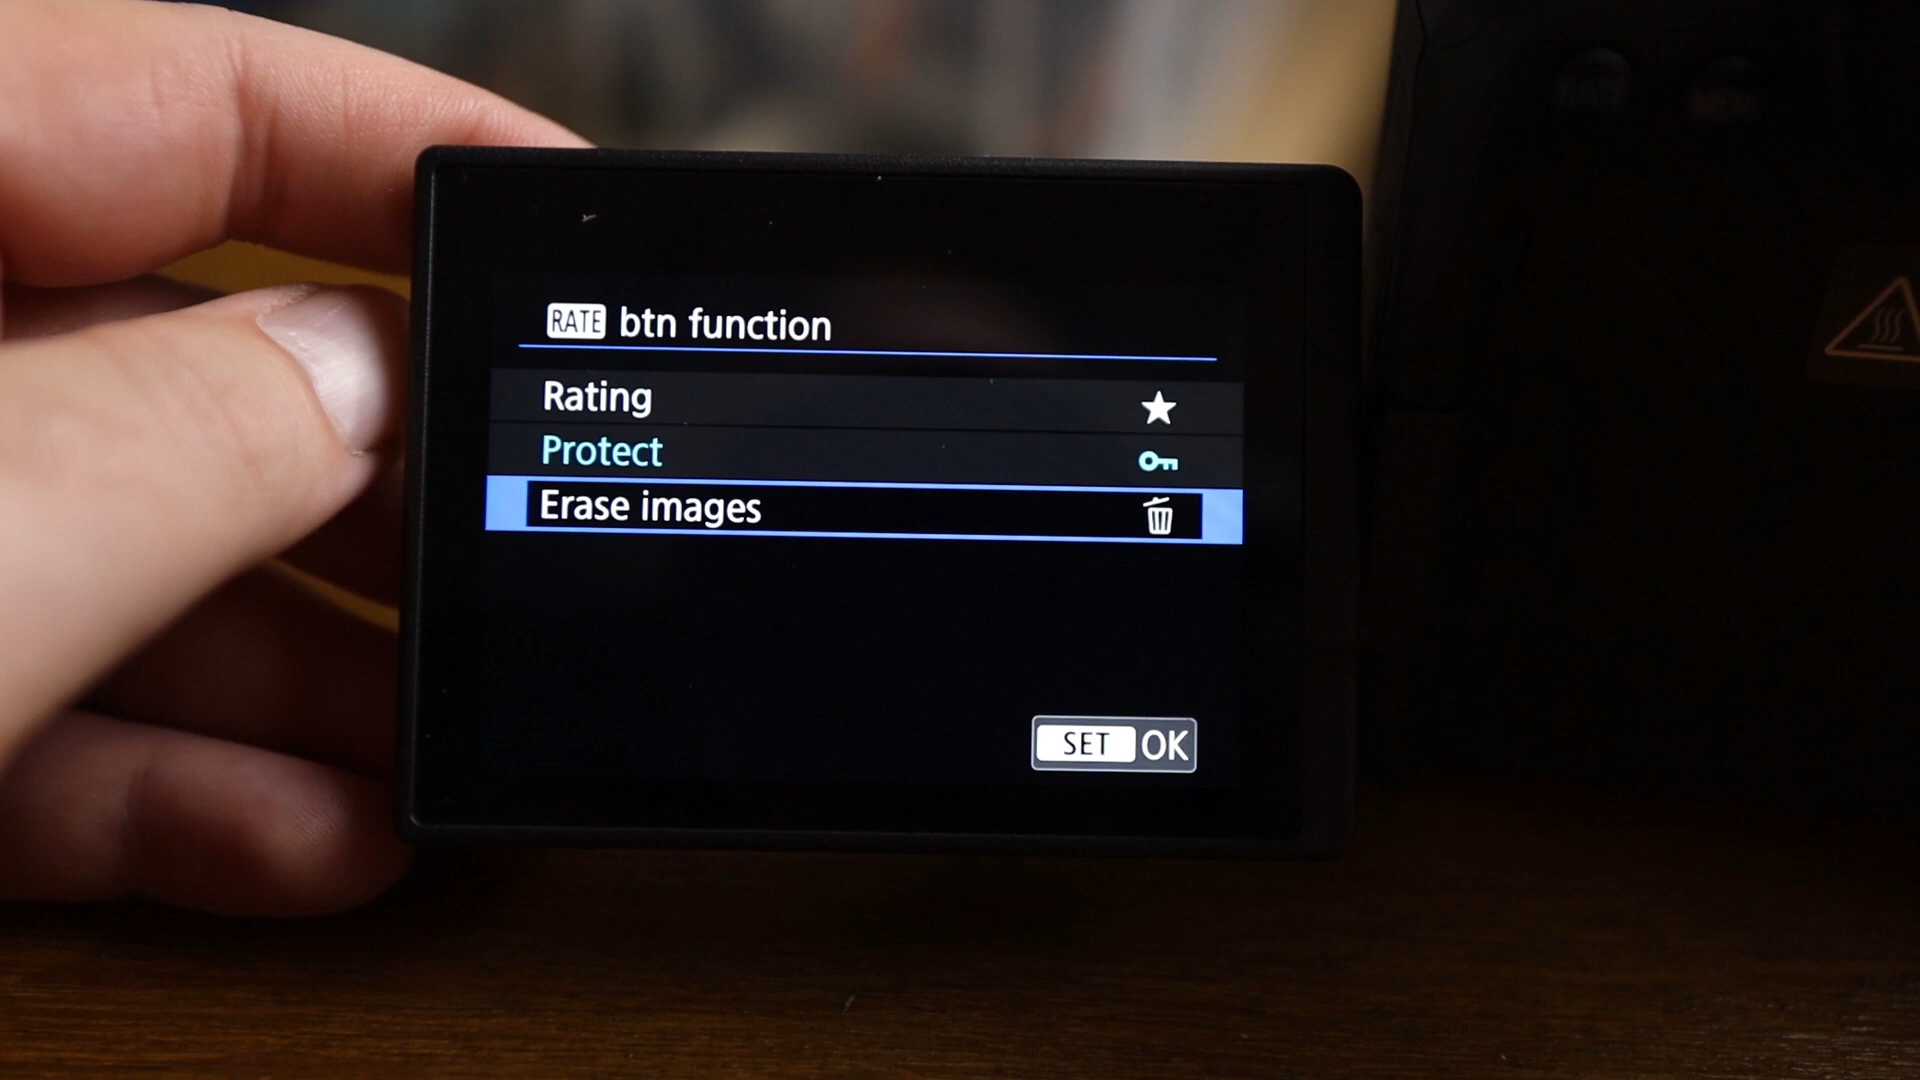 RATE btn function
Rating
Protect
Erase images
SET OK